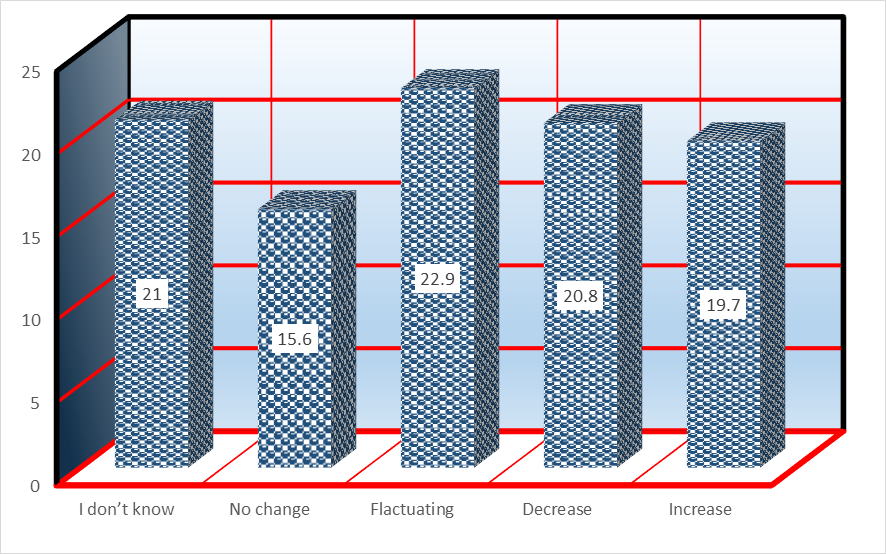 25
20
15
10
5
0
21
15.6
22.9
20.8
19.7
I don't know
No change
Flactuating
Decrease
Increase